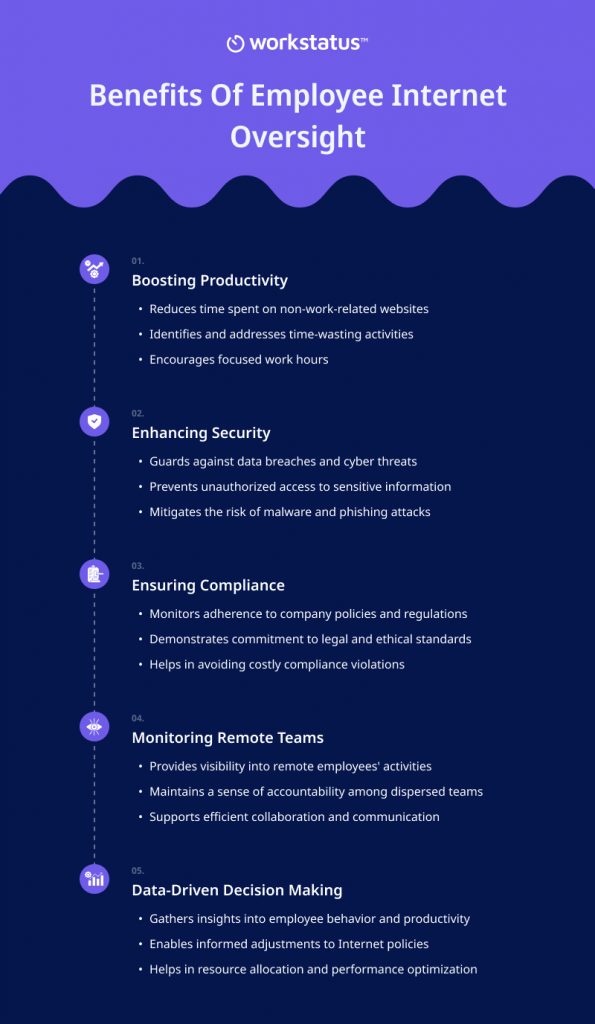 workstatus™
Benefits Of Employee Internet
Oversight
01.
Boosting Productivity
• Reduces time spent on non-work-related websites
• Identifies and addresses time-wasting activities
• Encourages focused work hours
02.
Enhancing Security
• Guards against data breaches and cyber threats
• Prevents unauthorized access to sensitive information
• Mitigates the risk of malware and phishing attacks
03.
Ensuring Compliance
• Monitors adherence to company policies and regulations
• Demonstrates commitment to legal and ethical standards
• Helps in avoiding costly compliance violations
04.
Monitoring Remote Teams
• Provides visibility into remote employees' activities
• Maintains a sense of accountability among dispersed teams
• Supports efficient collaboration and communication
05.
Data-Driven Decision Making
• Gathers insights into employee behavior and productivity
• Enables informed adjustments to Internet policies
• Helps in resource allocation and performance optimization